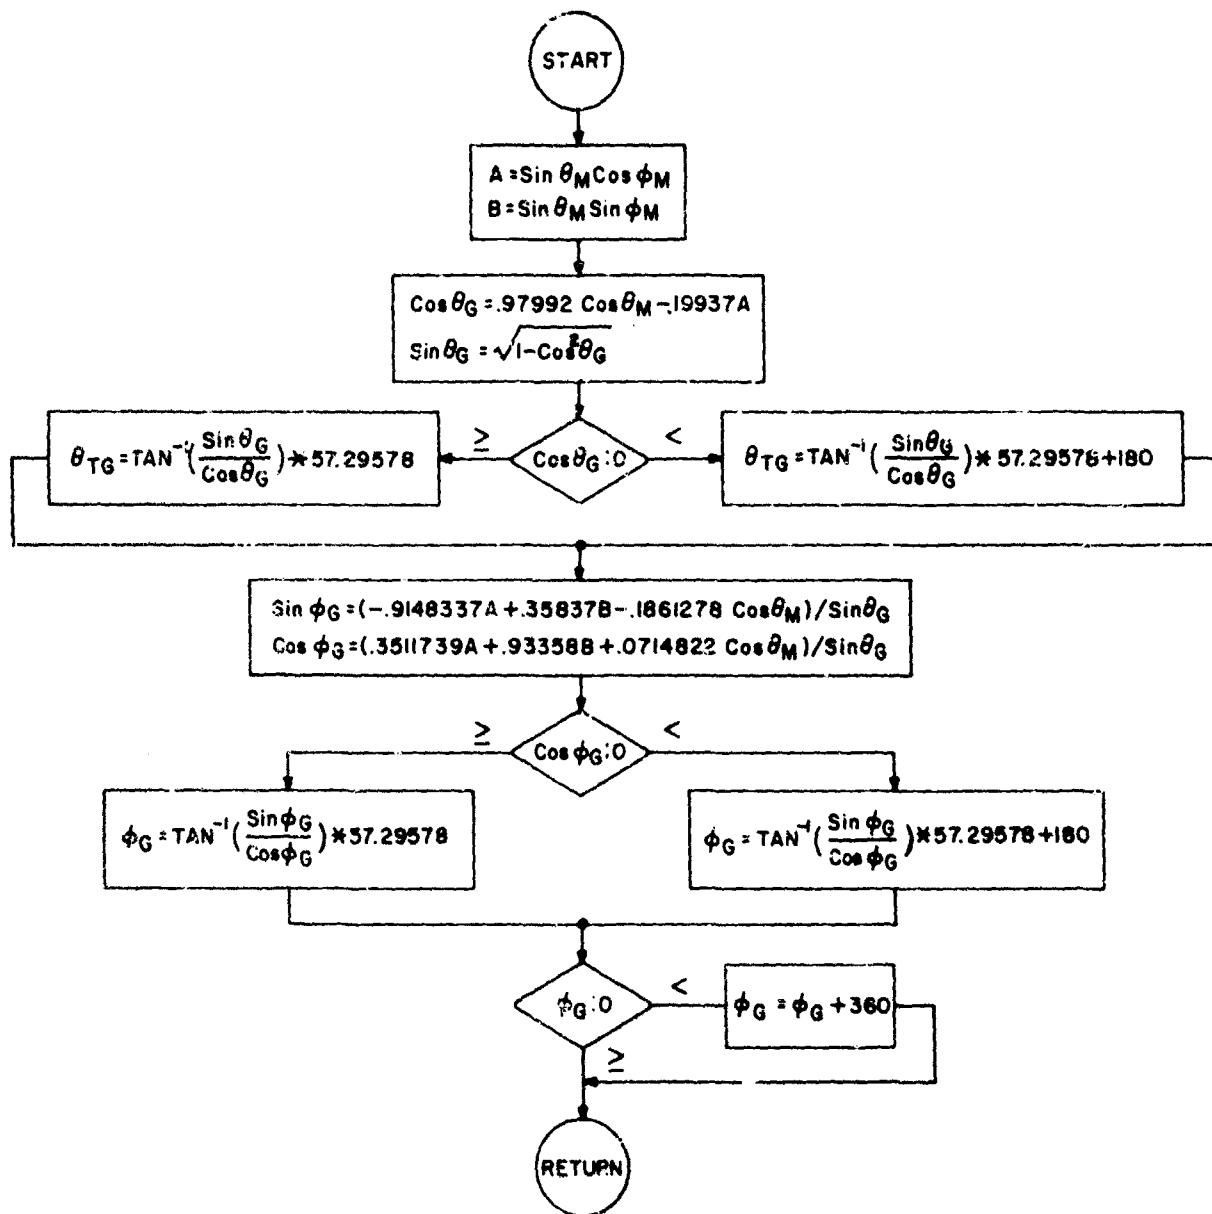 START
A = Sin θM Cos ϕM
B = Sin θM Sin ϕM
Cos θG = .97992 Cos θM - .19937A
Sin θG = √1-Cos²θG
θTG = TAN⁻¹(Sin θG / Cos θG) * 57.29578
≥
Cos θG : 0
<
θTG = TAN⁻¹(Sin θG / Cos θG) * 57.29578 + 180
Sin ϕG = (-.9148337A + .35837B - .1861278 Cos θM) / Sin θG
Cos ϕG = (.3511739A + .93358B + .0714822 Cos θM) / Sin θG
≥
Cos ϕG : 0
<
ϕG = TAN⁻¹(Sin ϕG / Cos ϕG) * 57.29578
ϕG = TAN⁻¹(Sin ϕG / Cos ϕG) * 57.29578 + 180
ϕG : 0
<
ϕG = ϕG + 360
≥
RETURN